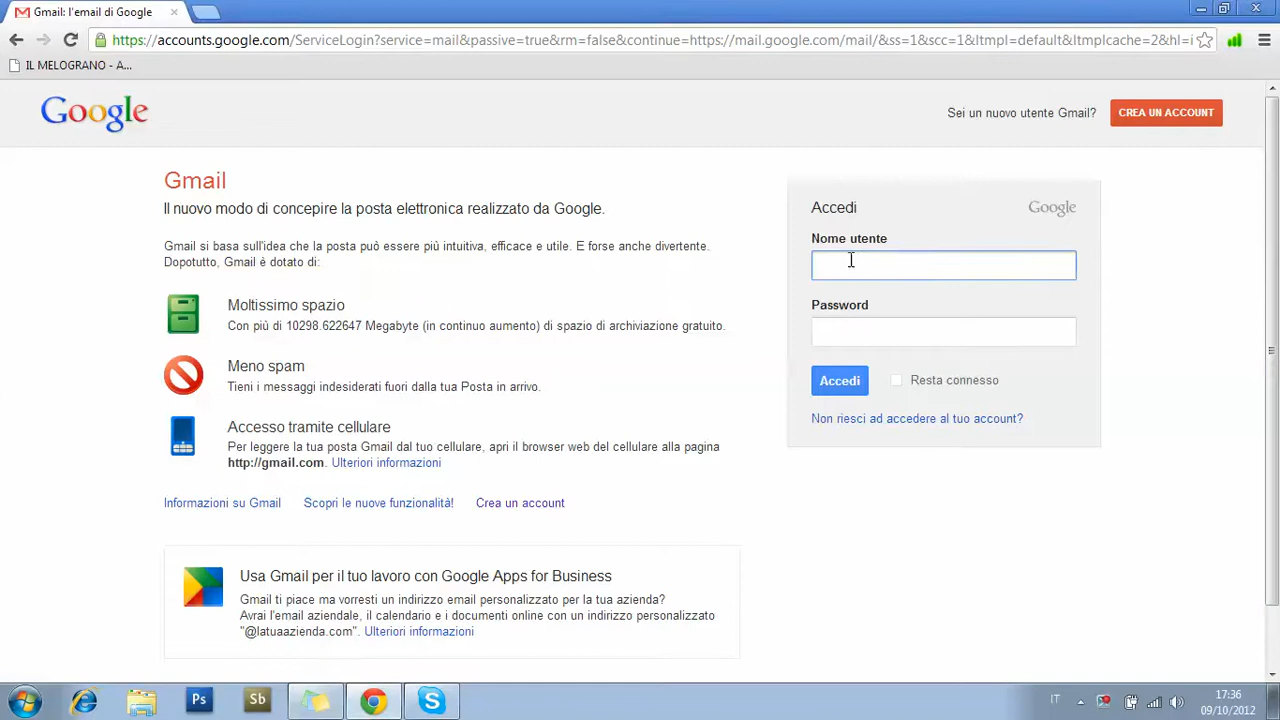 Gmail: l'email di Google
https://accounts.google.com/ServiceLogin?service=mail&passive=true&rm=false&continue=https://mail.google.com/mail/&ss=1&scc=1&ltmpl=default&ltmplcache=2&hl=i
IL MELOGRANO - A...
Google
Sei un nuovo utente Gmail?
CREA UN ACCOUNT
Gmail
Il nuovo modo di concepire la posta elettronica realizzato da Google.
Gmail si basa sull'idea che la posta può essere più intuitiva, efficace e utile. E forse anche divertente.
Dopotutto, Gmail è dotato di:
Moltissimo spazio
Con più di 10298.622647 Megabyte (in continuo aumento) di spazio di archiviazione gratuito.
Meno spam
Tieni i messaggi indesiderati fuori dalla tua Posta in arrivo.
Accesso tramite cellulare
Per leggere la tua posta Gmail dal tuo cellulare, apri il browser web del cellulare alla pagina
http://gmail.com. Ulteriori informazioni
Informazioni su Gmail
Scopri le nuove funzionalità!
Crea un account
Usa Gmail per il tuo lavoro con Google Apps for Business
Gmail ti piace ma vorresti un indirizzo email personalizzato per la tua azienda?
Avrai l'email aziendale, il calendario e i documenti online con un indirizzo personalizzato
"@latuaazienda.com". Ulteriori informazioni
Accedi
Google
Nome utente
Password
Accedi
Resta connesso
Non riesci ad accedere al tuo account?
Ps
Sb
IT
17:36
09/10/2012